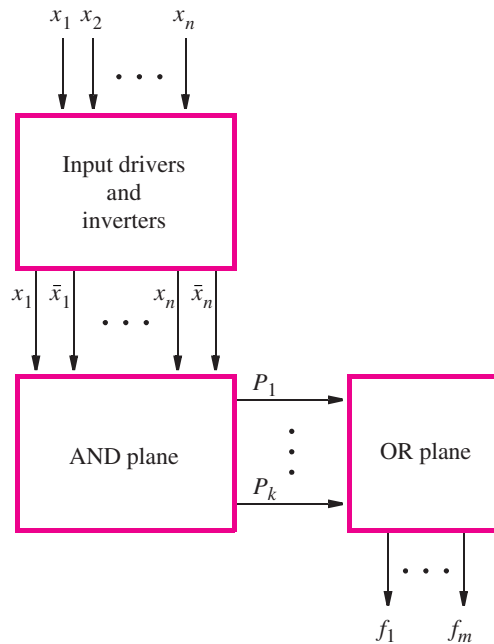 x₁ x₂ . . . xₙ
Input drivers
and
inverters
x₁ x̄₁ . . . xₙ x̄ₙ
P₁
AND plane
OR plane
Pₖ
f₁ . . . fₘ